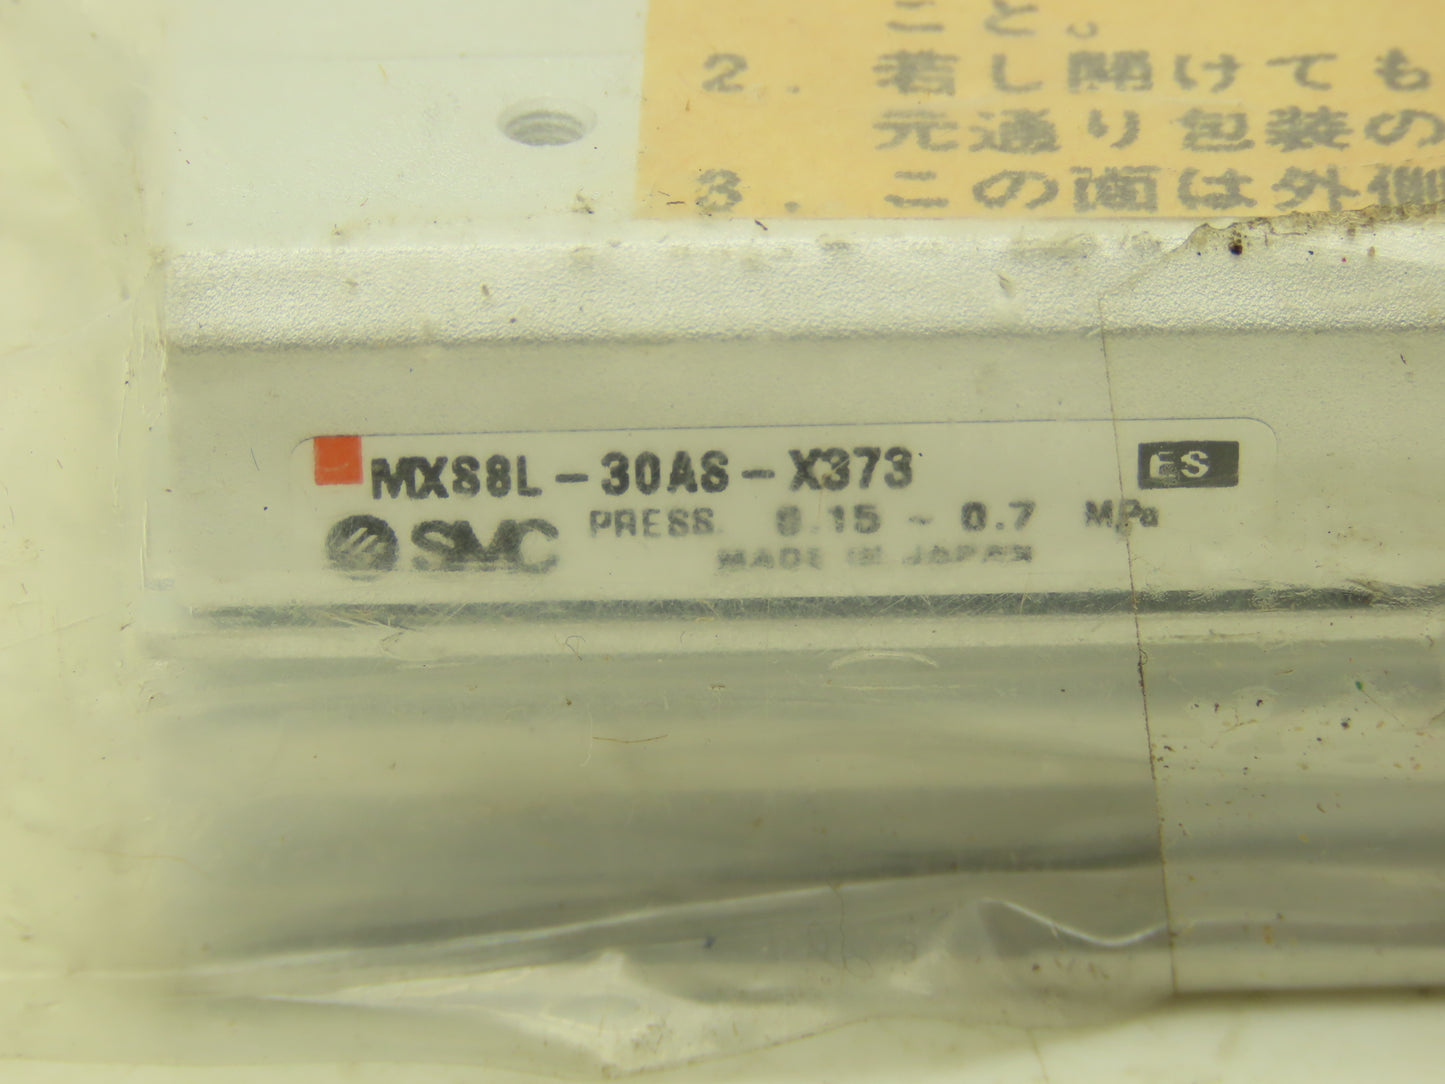 こと。
2. 若し開けても
元通り包装の
3. この面は外側
MXS8L-30AS-X373
ES
SMC PRESS. 0.15 ~ 0.7 MPa
MADE IN JAPAN